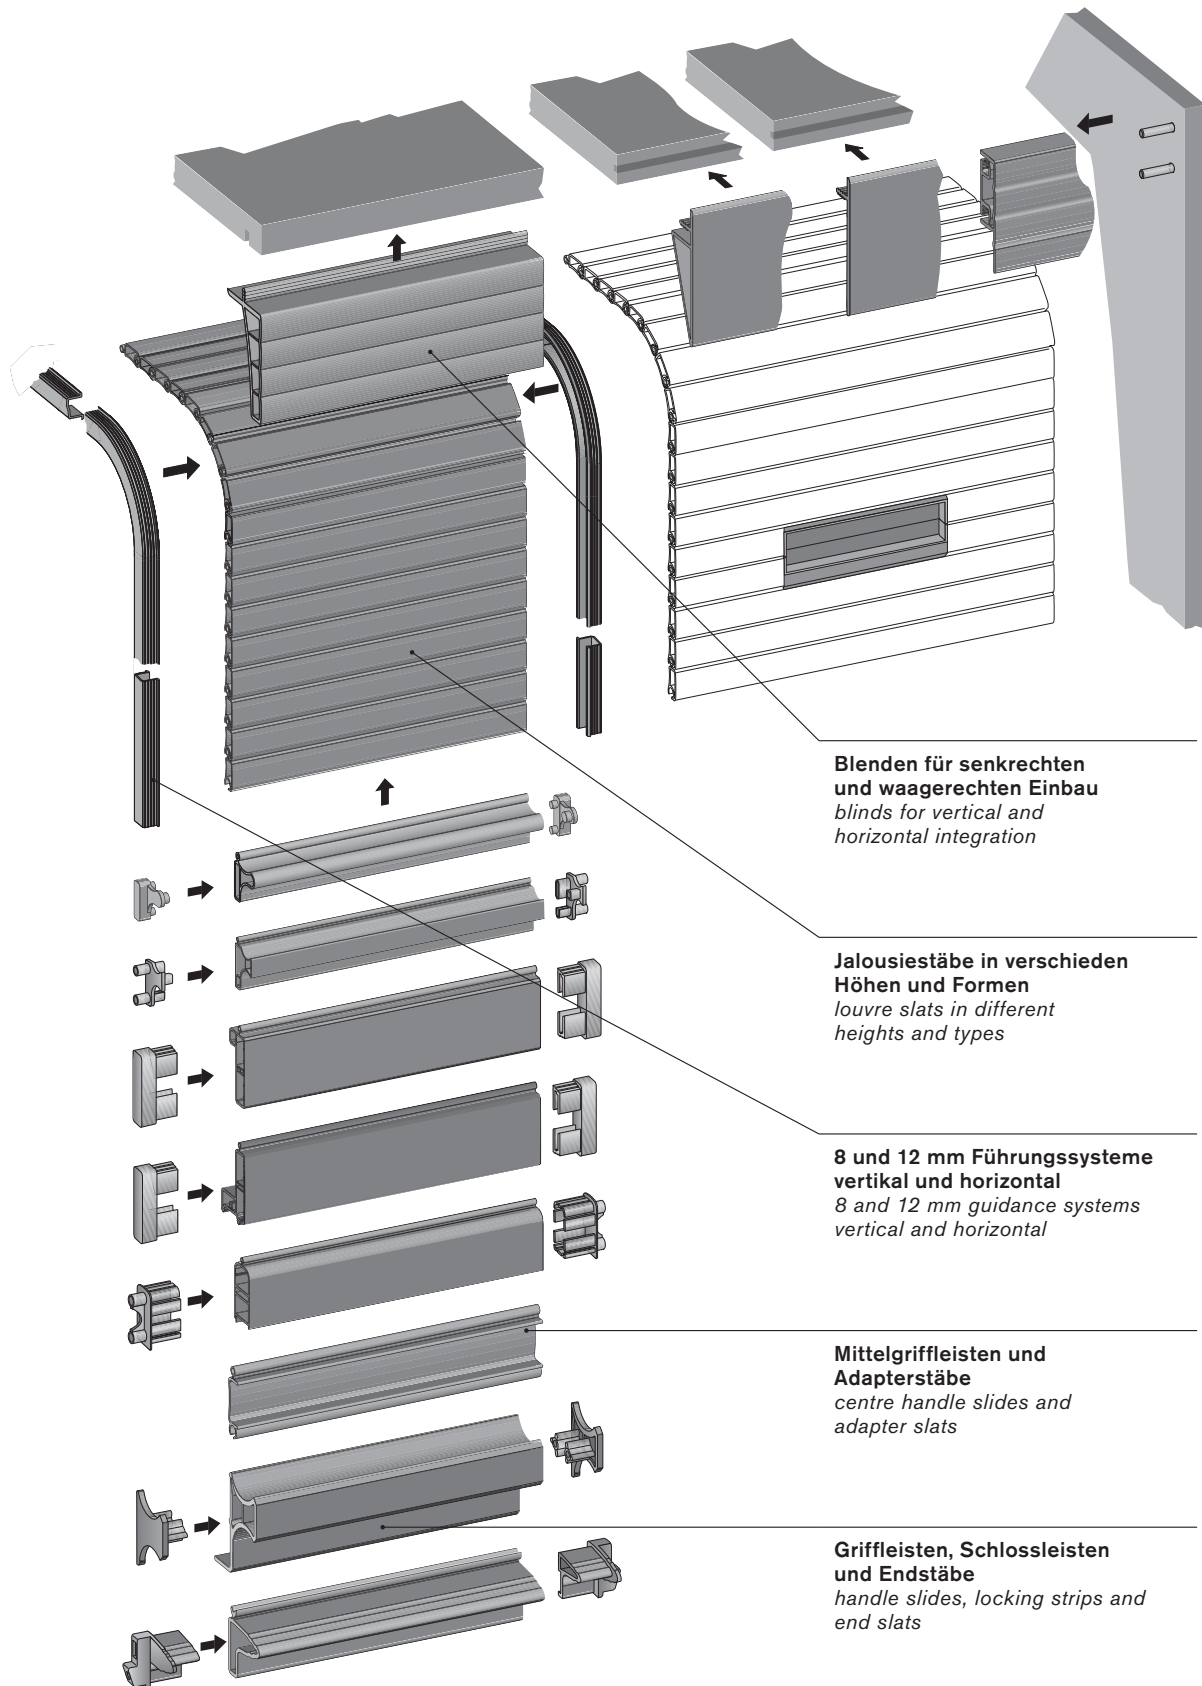 Blenden für senkrechten
und waagerechten Einbau
blinds for vertical and
horizontal integration
Jalousiestäbe in verschieden
Höhen und Formen
louvre slats in different
heights and types
8 und 12 mm Führungssysteme
vertikal und horizontal
8 and 12 mm guidance systems
vertical and horizontal
Mittelgriffleisten und
Adapterstäbe
centre handle slides and
adapter slats
Griffleisten, Schlossleisten
und Endstäbe
handle slides, locking strips and
end slats